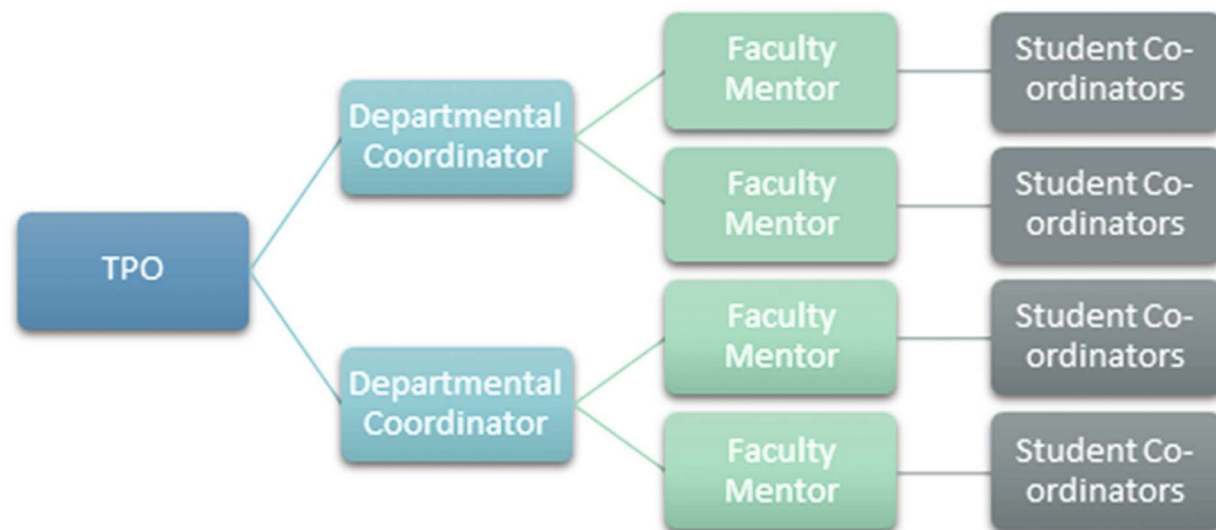 TPO
Departmental
Coordinator
Faculty
Mentor
Student Co-
ordinators
Faculty
Mentor
Student Co-
ordinators
Departmental
Coordinator
Faculty
Mentor
Student Co-
ordinators
Faculty
Mentor
Student Co-
ordinators